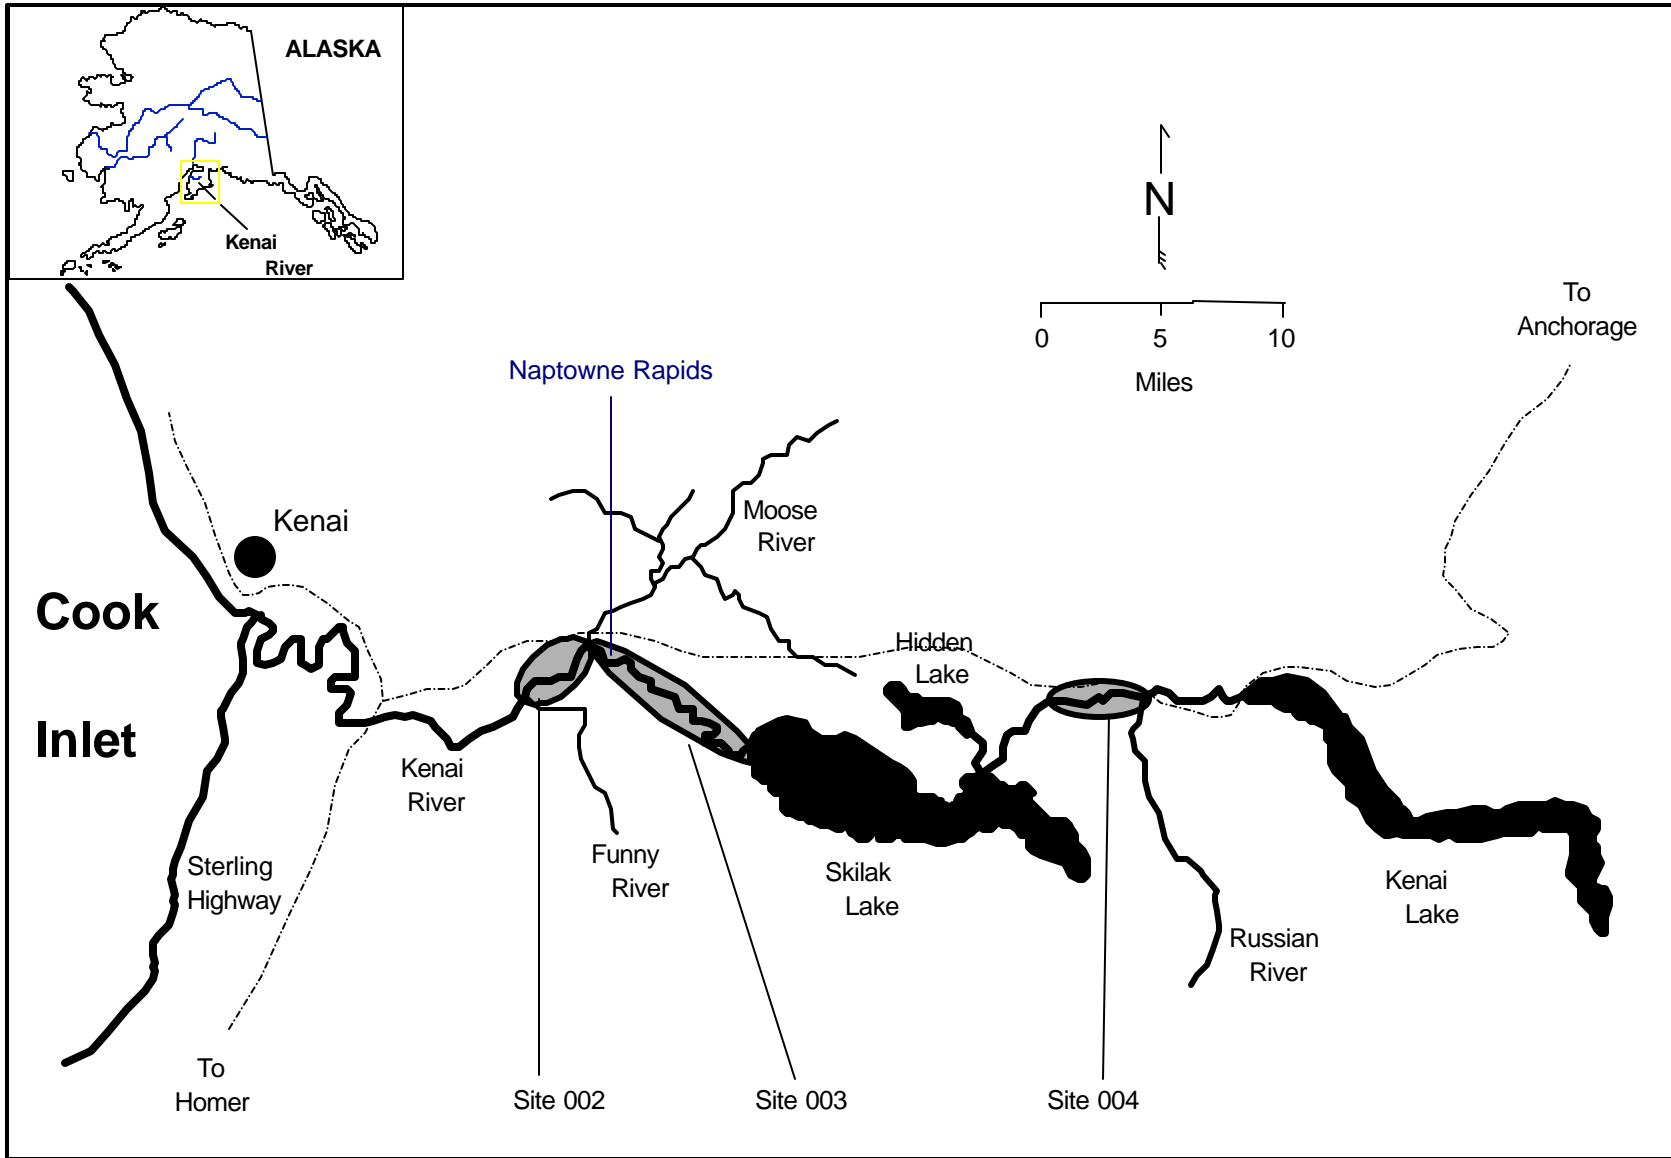 ALASKA
Kenai
River
N
0 5 10
Miles
To
Anchorage
Naptowne Rapids
Moose
River
Kenai
Cook
Inlet
Hidden
Lake
Kenai
River
Sterling
Highway
Funny
River
Skilak
Lake
Kenai
Lake
Russian
River
To
Homer
Site 002
Site 003
Site 004